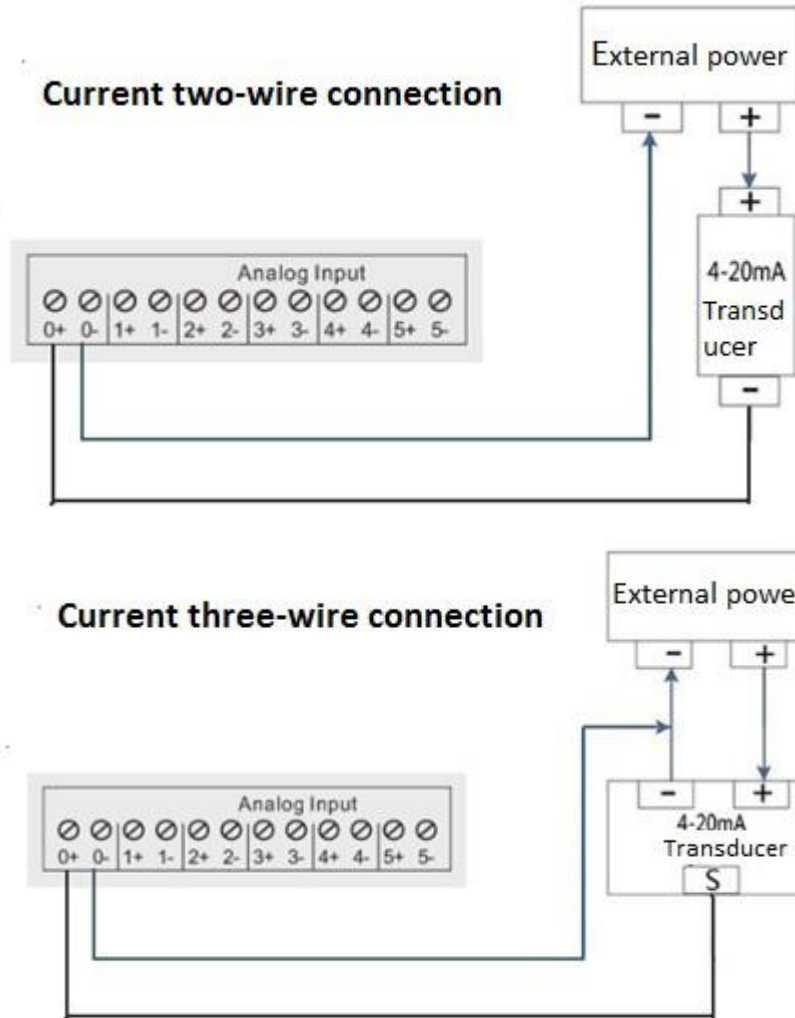 External power
Current two-wire connection
- +
+
Analog Input
4-20mA
0+ 0- 1+ 1- 2+ 2- 3+ 3- 4+ 4- 5+ 5-
Transd
ucer
-
External powe
Current three-wire connection
- +
- +
Analog Input
4-20mA
0+ 0- 1+ 1- 2+ 2- 3+ 3- 4+ 4- 5+ 5-
Transducer
S